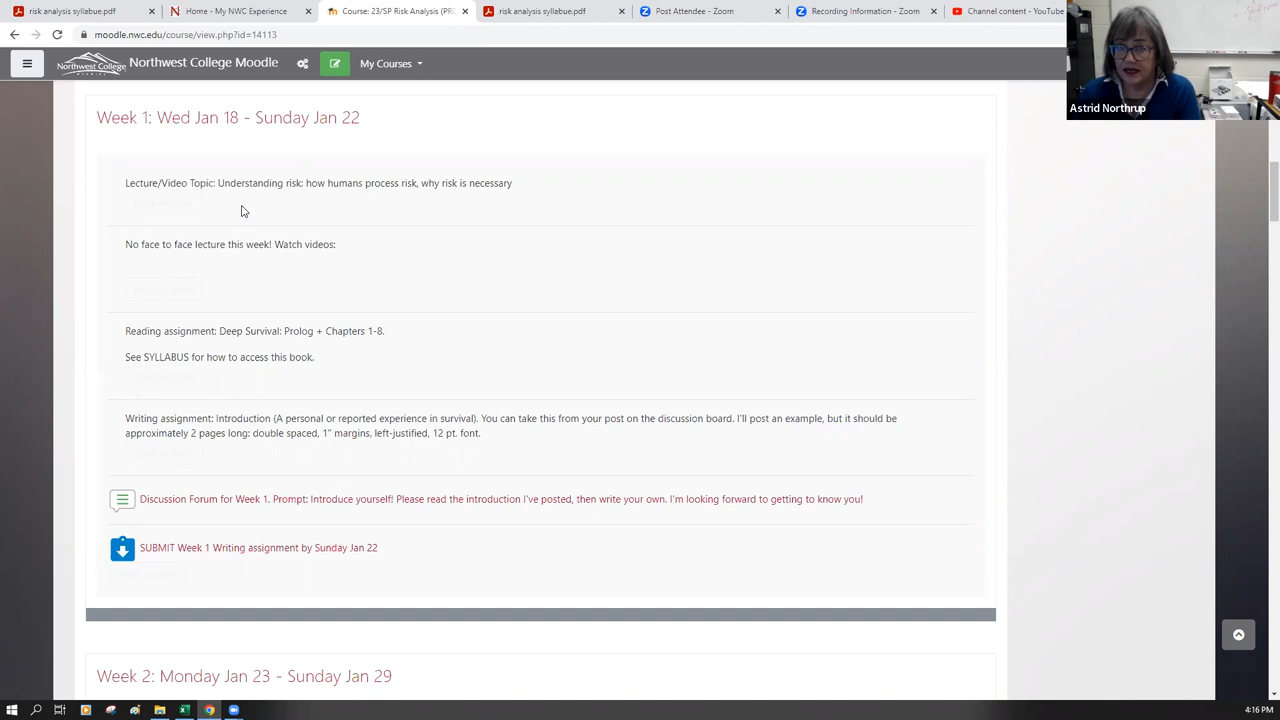 risk analysis syllabue.pdf
Home - My NWC Experience
Course: 23/SP Risk Analysis (PRO
risk analysis syllabue.pdf
Post Attendee - Zoom
Recording Information - Zoom
Channel content - YouTube
moodle.nwc.edu/course/view.php?id=14113
Northwest College
Northwest College Moodle
My Courses
Astrid Northrup
Week 1: Wed Jan 18 - Sunday Jan 22
Lecture/Video Topic: Understanding risk: how humans process risk, why risk is necessary
No face to face lecture this week! Watch videos:
Reading assignment: Deep Survival: Prolog + Chapters 1-8.
See SYLLABUS for how to access this book.
Writing assignment: Introduction (A personal or reported experience in survival). You can take this from your post on the discussion board. I'll post an example, but it should be
approximately 2 pages long: double spaced, 1" margins, left-justified, 12 pt. font.
Discussion Forum for Week 1. Prompt: Introduce yourself! Please read the introduction I've posted, then write your own. I'm looking forward to getting to know you!
SUBMIT Week 1 Writing assignment by Sunday Jan 22
Week 2: Monday Jan 23 - Sunday Jan 29
4:16 PM